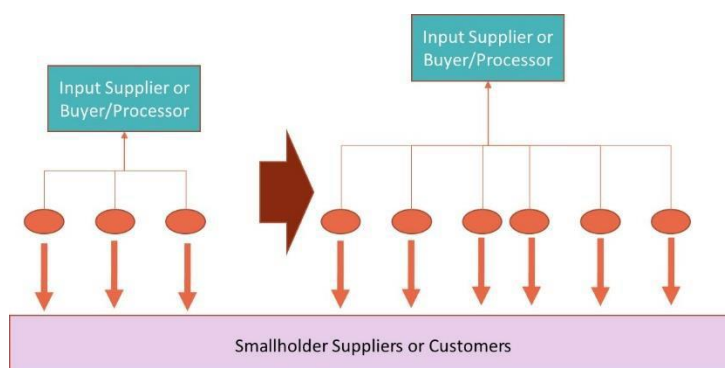 Input Supplier or
Buyer/Processor
Input Supplier or
Buyer/Processor
Smallholder Suppliers or Customers